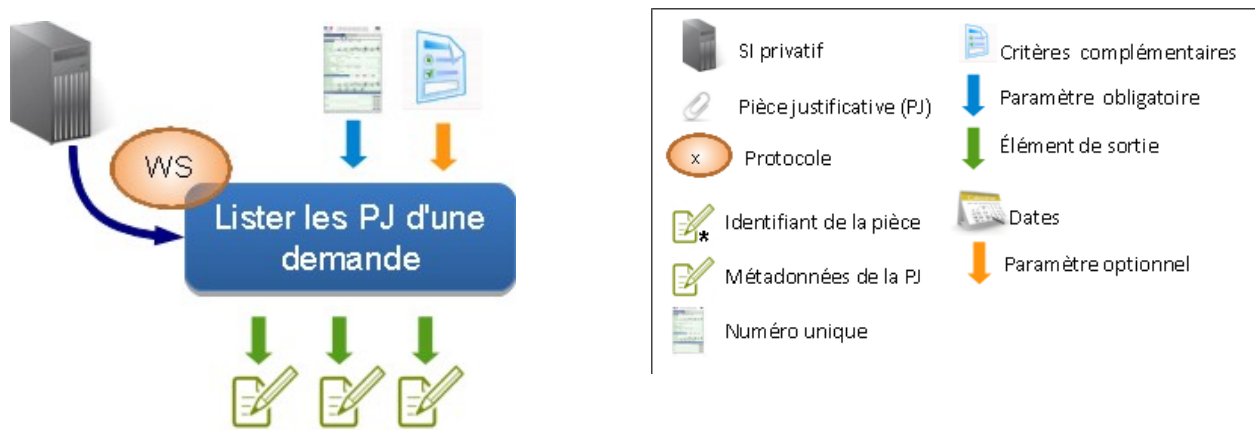 WS
Lister les PJ d'une
demande
SI privatif
Pièce justificative (PJ)
x
Protocole
Identifiant de la pièce
*
Métadonnées de la PJ
Numéro unique
Critères complémentaires
Paramètre obligatoire
Élément de sortie
Dates
Paramètre optionnel